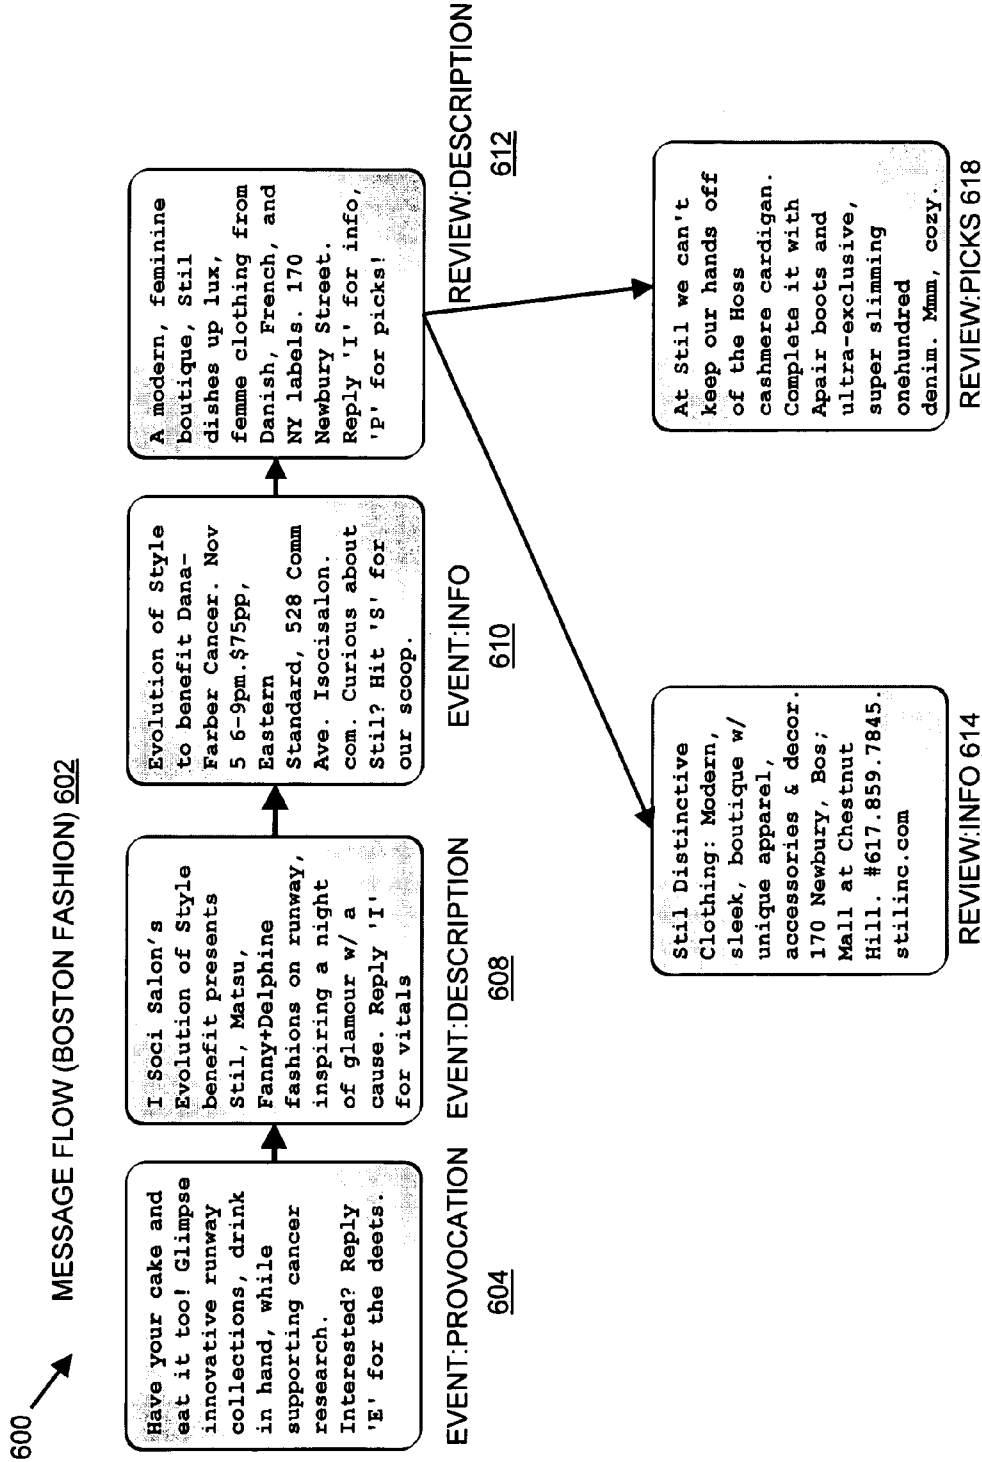 600
MESSAGE FLOW (BOSTON FASHION) 602
Have your cake and
eat it too! Glimpse
innovative runway
collections, drink
in hand, while
supporting cancer
research.
Interested? Reply
'E' for the deets.
EVENT:PROVOCATION
604
I Soci Salon's
Evolution of Style
benefit presents
Stil, Matsu,
Fanny+Delphine
fashions on runway,
inspiring a night
of glamour w/ a
cause. Reply 'I'
for vitals
EVENT:DESCRIPTION
608
Evolution of Style
to benefit Dana-
Farber Cancer. Nov
5 6-9pm.$75pp,
Eastern
Standard, 528 Comm
Ave. Isocisalon.
com. Curious about
Still? Hit 'S' for
our scoop.
EVENT:INFO
610
A modern, feminine
boutique, Stil
dishes up lux,
femme clothing from
Danish, French, and
NY labels. 170
Newbury Street.
Reply 'I' for info,
'P' for picks!
REVIEW:DESCRIPTION
612
Stil Distinctive
Clothing: Modern,
sleek, boutique w/
unique apparel,
accessories & decor.
170 Newbury, Bos;
Mall at Chestnut
Hill. #617.859.7845.
stilinc.com
REVIEW:INFO 614
At Stil we can't
keep our hands off
of the Hoss
cashmere cardigan.
Complete it with
Apair boots and
ultra-exclusive,
super slimming
onehundred
denim. Mmm, cozy.
REVIEW:PICKS 618